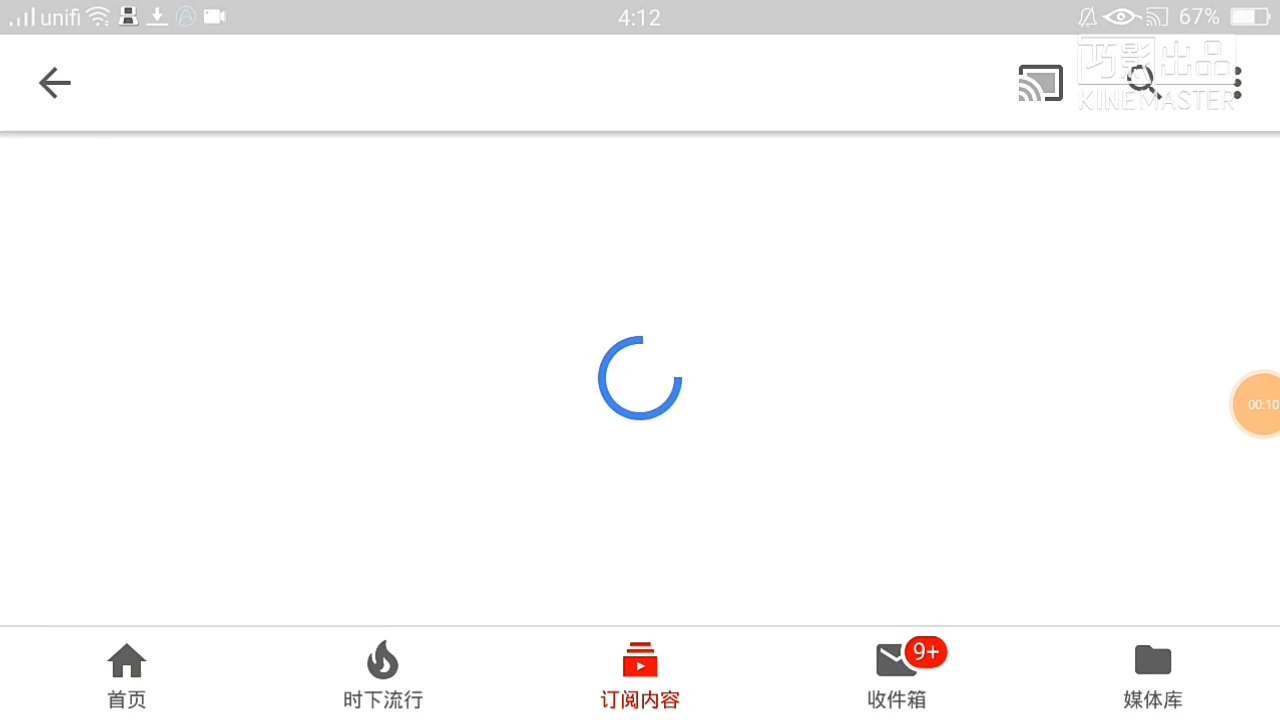 unifi
4:12
67%
巧影出品
KINEMASTER
00:10
9+
首页
时下流行
订阅内容
收件箱
媒体库